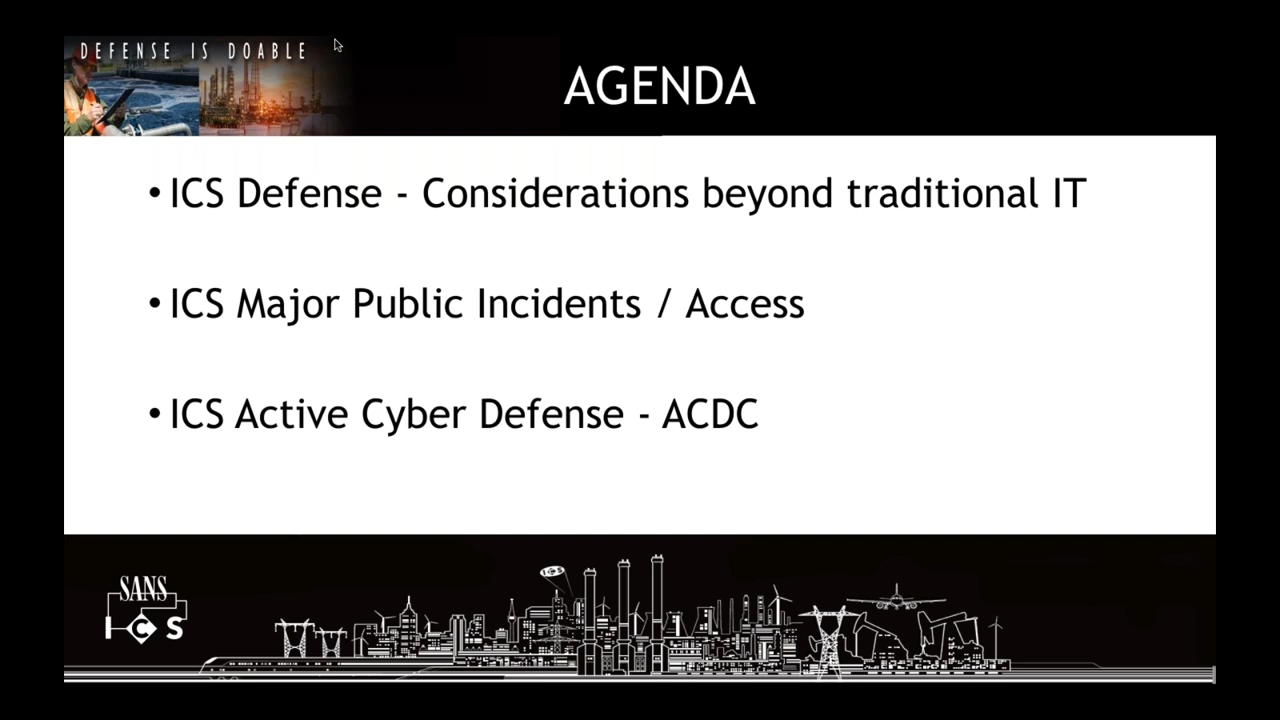 DEFENSE IS DOABLE
AGENDA
• ICS Defense - Considerations beyond traditional IT
• ICS Major Public Incidents / Access
• ICS Active Cyber Defense - ACDC
ICS
SANS
ICS